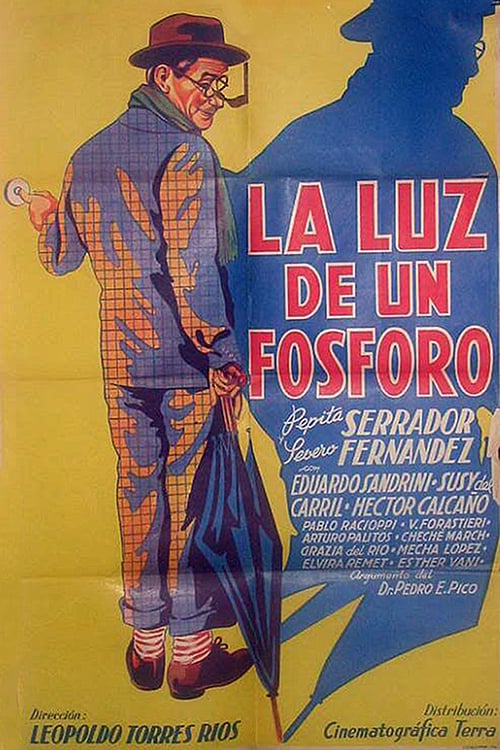 LA LUZ
DE UN
FOSFORO
Pepita SERRADOR
y Severo FERNANDEZ
con
EDUARDO SANDRINI · SUSY del
CARRIL · HECTOR CALCAÑO
PABLO RACIOPPI · V. FORASTIERI
ARTURO PALITOS · CHECHE MARCH
GRAZIA del RIO · MECHA LOPEZ
ELVIRA REMET · ESTHER VANI
Argumento del
Dr. PEDRO E. PICO
Dirección:
LEOPOLDO TORRES RIOS
Distribución:
Cinematográfica Terra